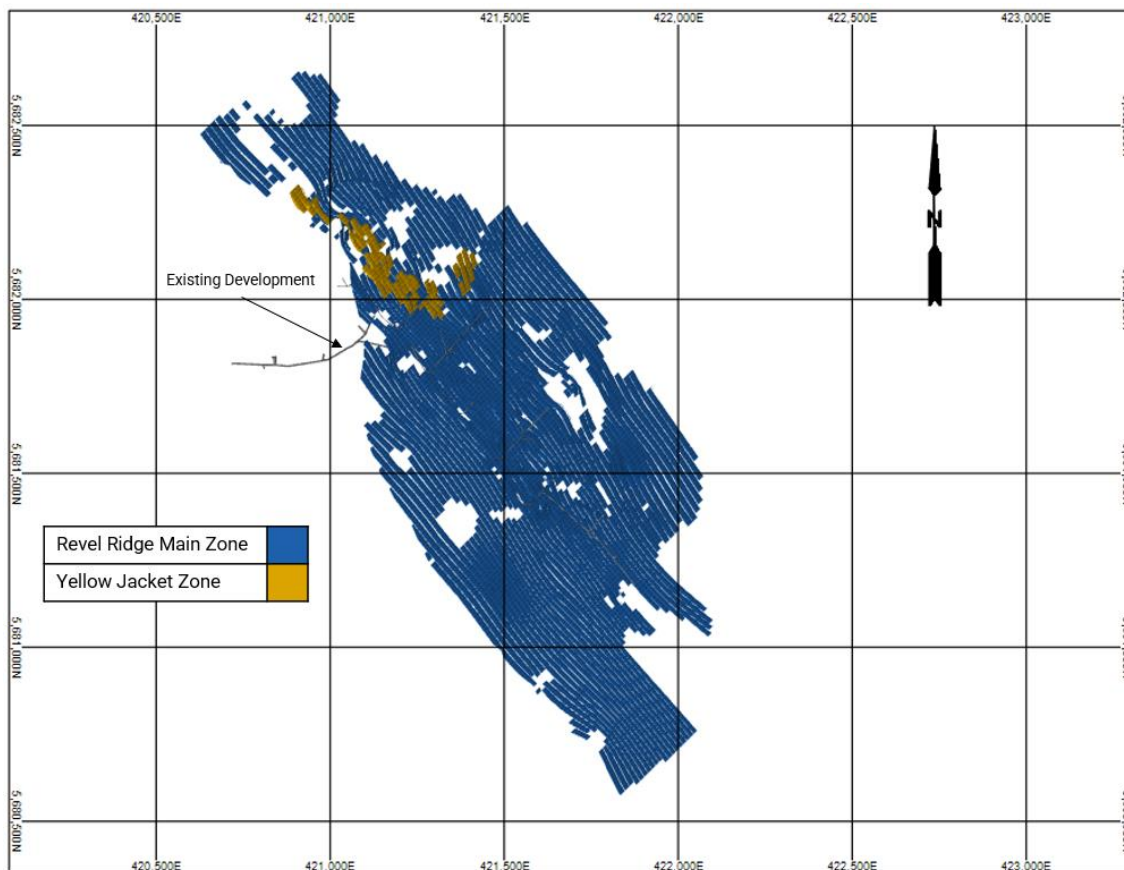 420,500E 421,000E 421,500E 422,000E 422,500E 423,000E
5,682,500N
N
Existing Development
5,682,000N
5,681,500N
Revel Ridge Main Zone
Yellow Jacket Zone
5,681,000N
5,680,500N
420,500E 421,000E 421,500E 422,000E 422,500E 423,000E